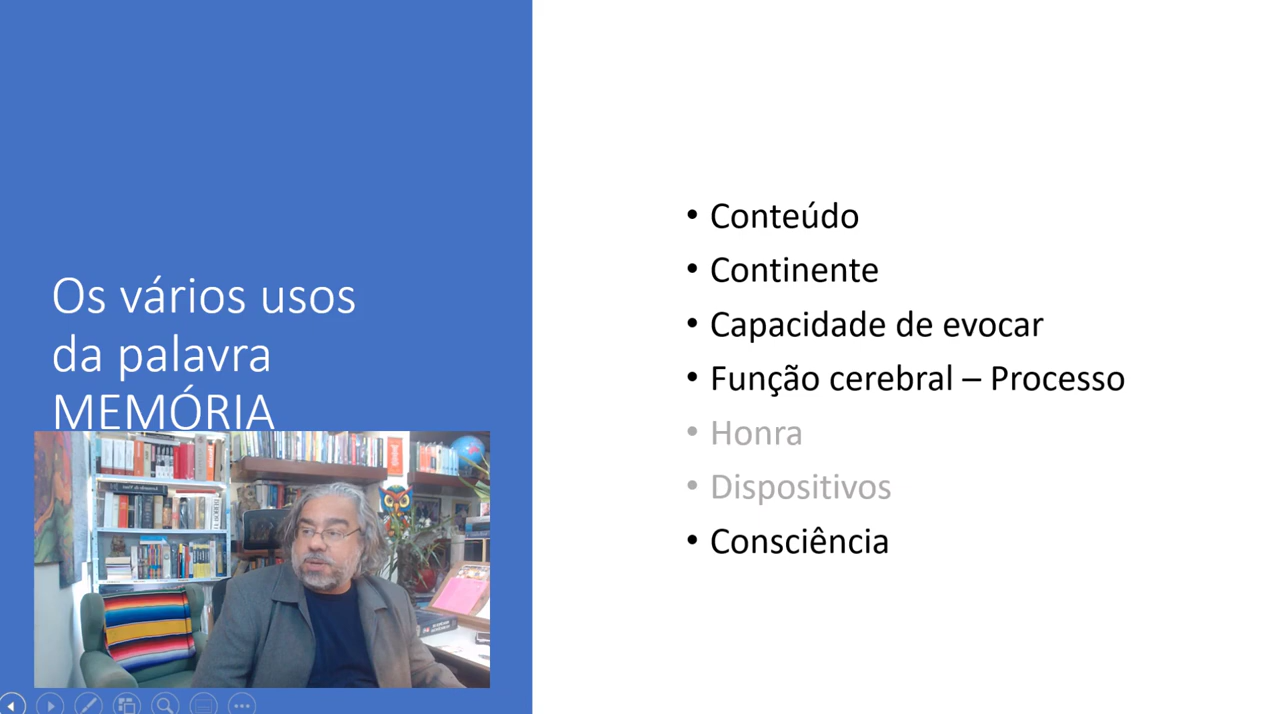 Os vários usos
da palavra
MEMÓRIA
• Conteúdo
• Continente
• Capacidade de evocar
• Função cerebral – Processo
• Honra
• Dispositivos
• Consciência